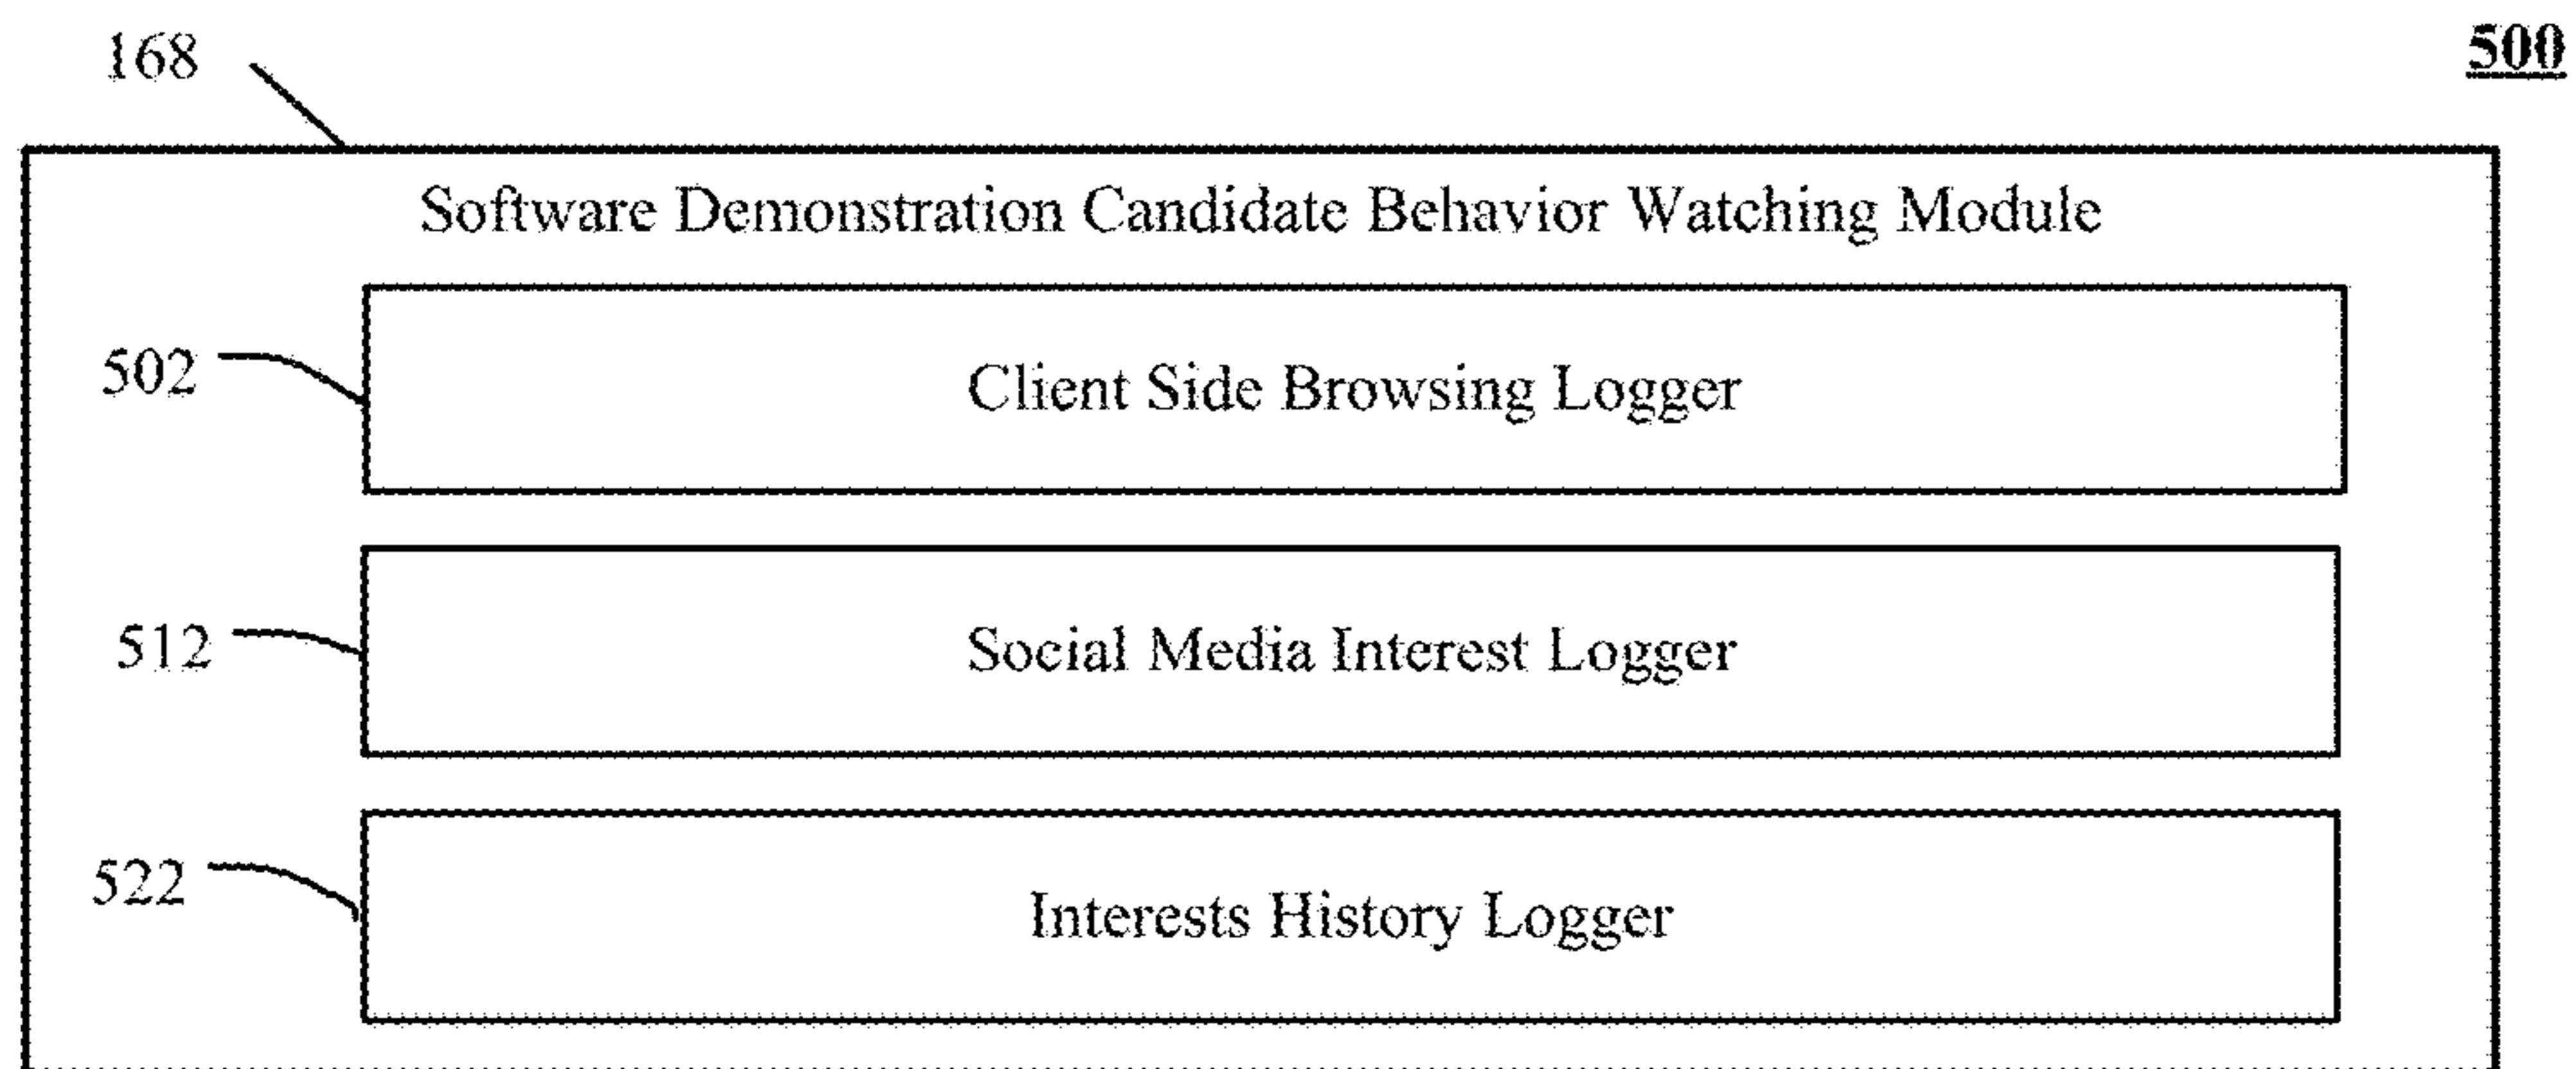 168
500
Software Demonstration Candidate Behavior Watching Module
502
Client Side Browsing Logger
512
Social Media Interest Logger
522
Interests History Logger